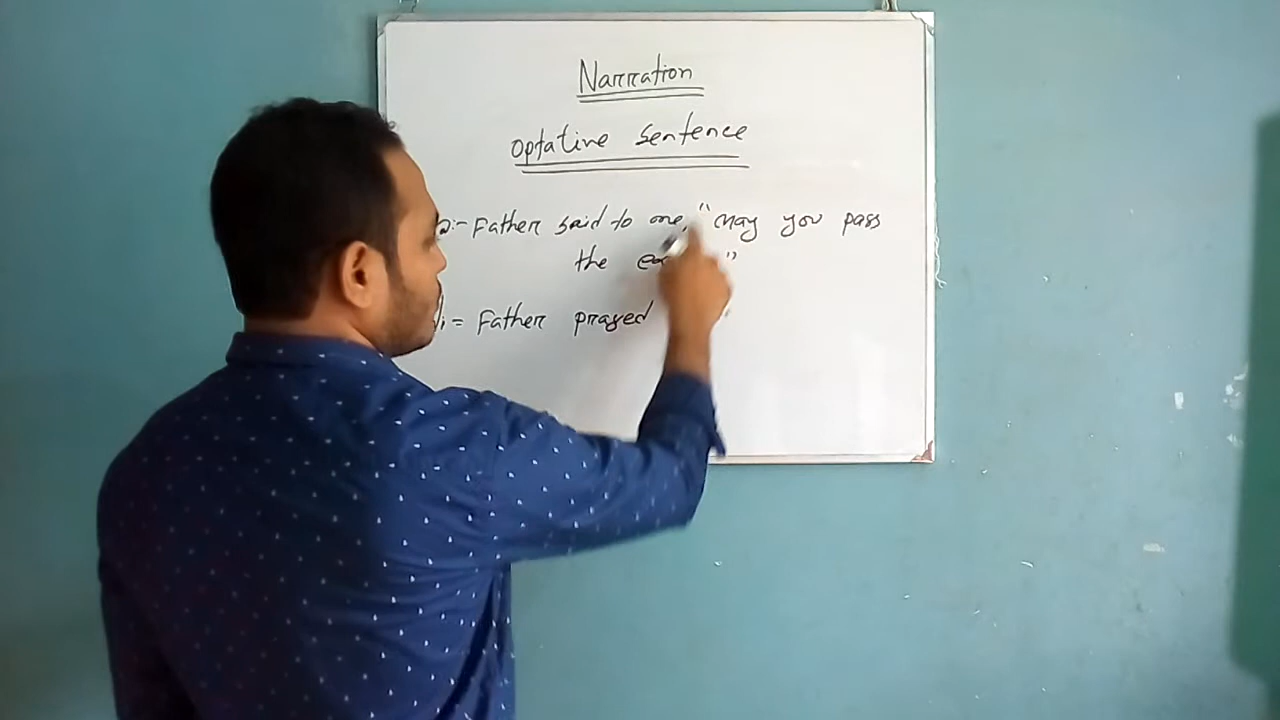 Narration
Optative Sentence
:- Father said to me, "may you pass
the "
:= Father prayed